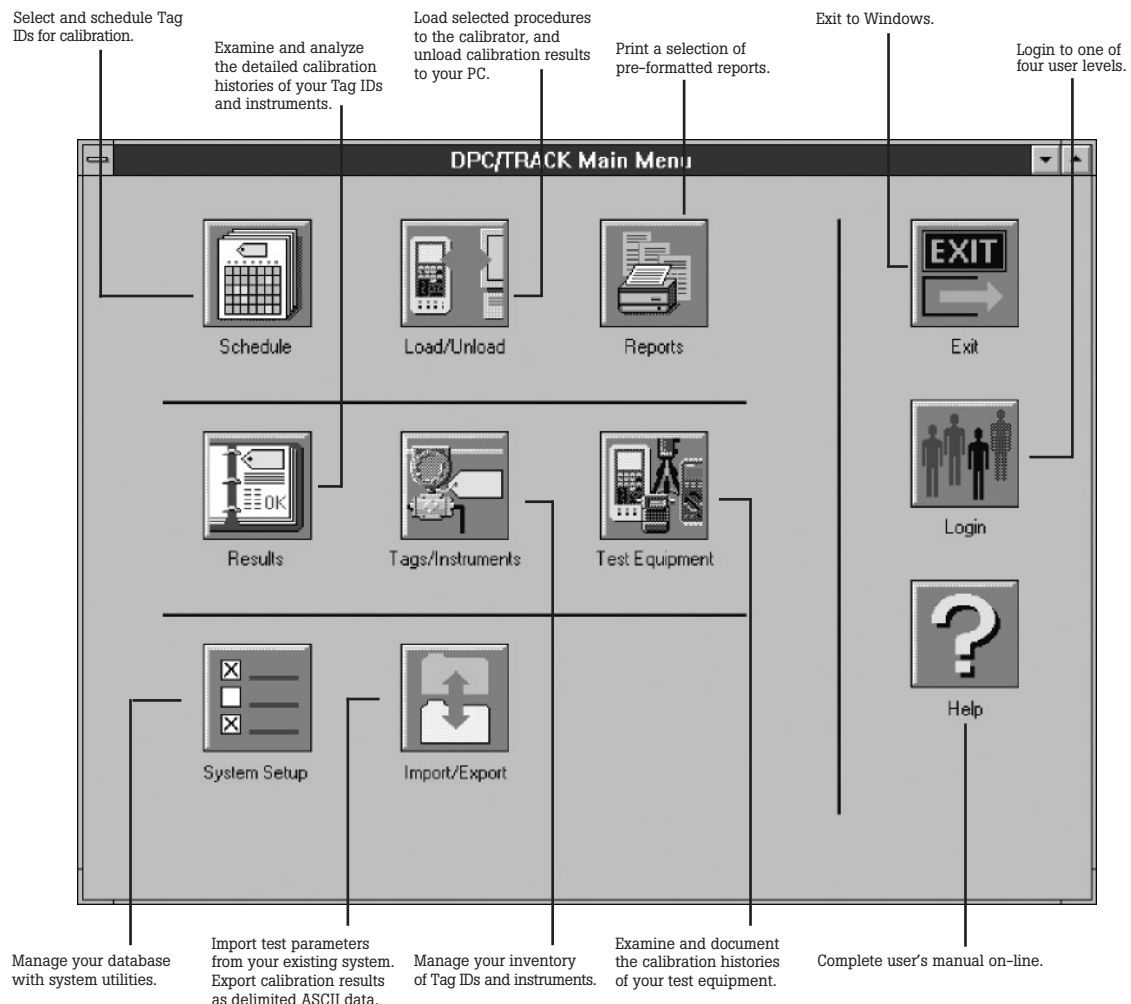 Select and schedule Tag
IDs for calibration.
Examine and analyze
the detailed calibration
histories of your Tag IDs
and instruments.
Load selected procedures
to the calibrator, and
unload calibration results
to your PC.
Print a selection of
pre-formatted reports.
Exit to Windows.
Login to one of
four user levels.
DPC/TRACK Main Menu
Schedule
Load/Unload
Reports
EXIT
Exit
OK
Results
Tags/Instruments
Test Equipment
Login
?
Help
System Setup
Import/Export
Manage your database
with system utilities.
Import test parameters
from your existing system.
Export calibration results
as delimited ASCII data.
Manage your inventory
of Tag IDs and instruments.
Examine and document
the calibration histories
of your test equipment.
Complete user's manual on-line.